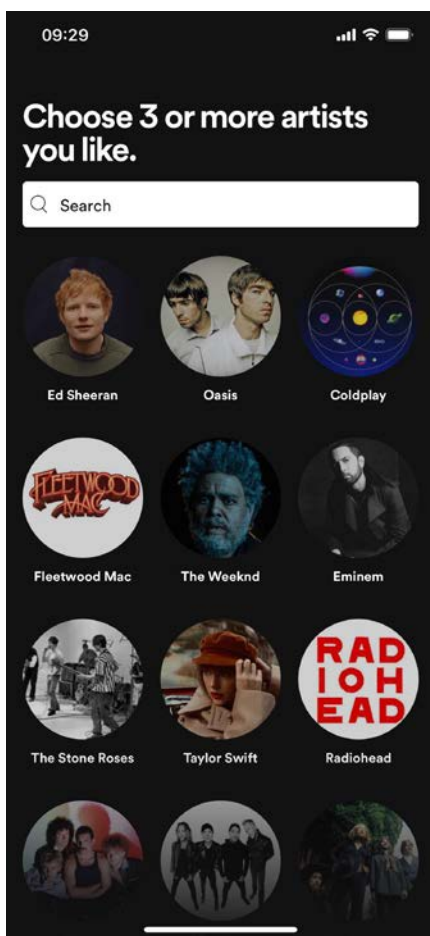 09:29
Choose 3 or more artists
you like.
Search
Ed Sheeran
Oasis
Coldplay
FLEETWOOD
MAC
Fleetwood Mac
The Weeknd
Eminem
RAD
IOH
EAD
The Stone Roses
Taylor Swift
Radiohead